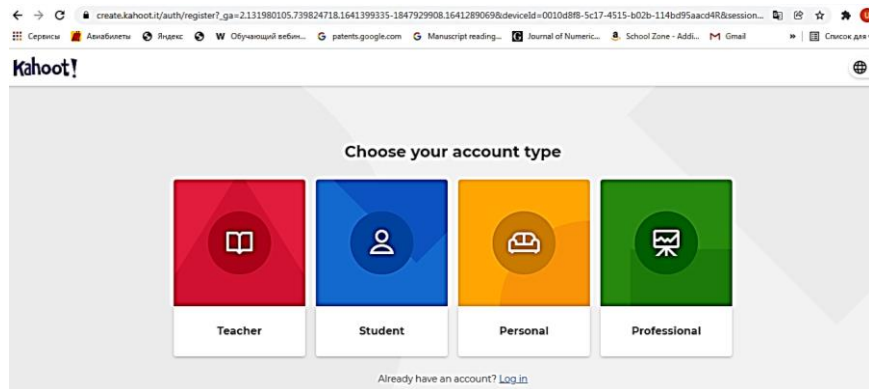 create.kahoot.it/auth/register?_ga=2.131980105.739824718.1641399335-1847929908.1641289069&deviceId=0010d8f8-5c17-4515-b02b-114bd95aacd4R&session...
Сервисы Авиабилеты Яндекс W Обучающий вебин... patents.google.com Manuscript reading... Journal of Numeric... School Zone - Addi... Gmail » Список для
Kahoot!
Choose your account type
Teacher Student Personal Professional
Already have an account? Log in